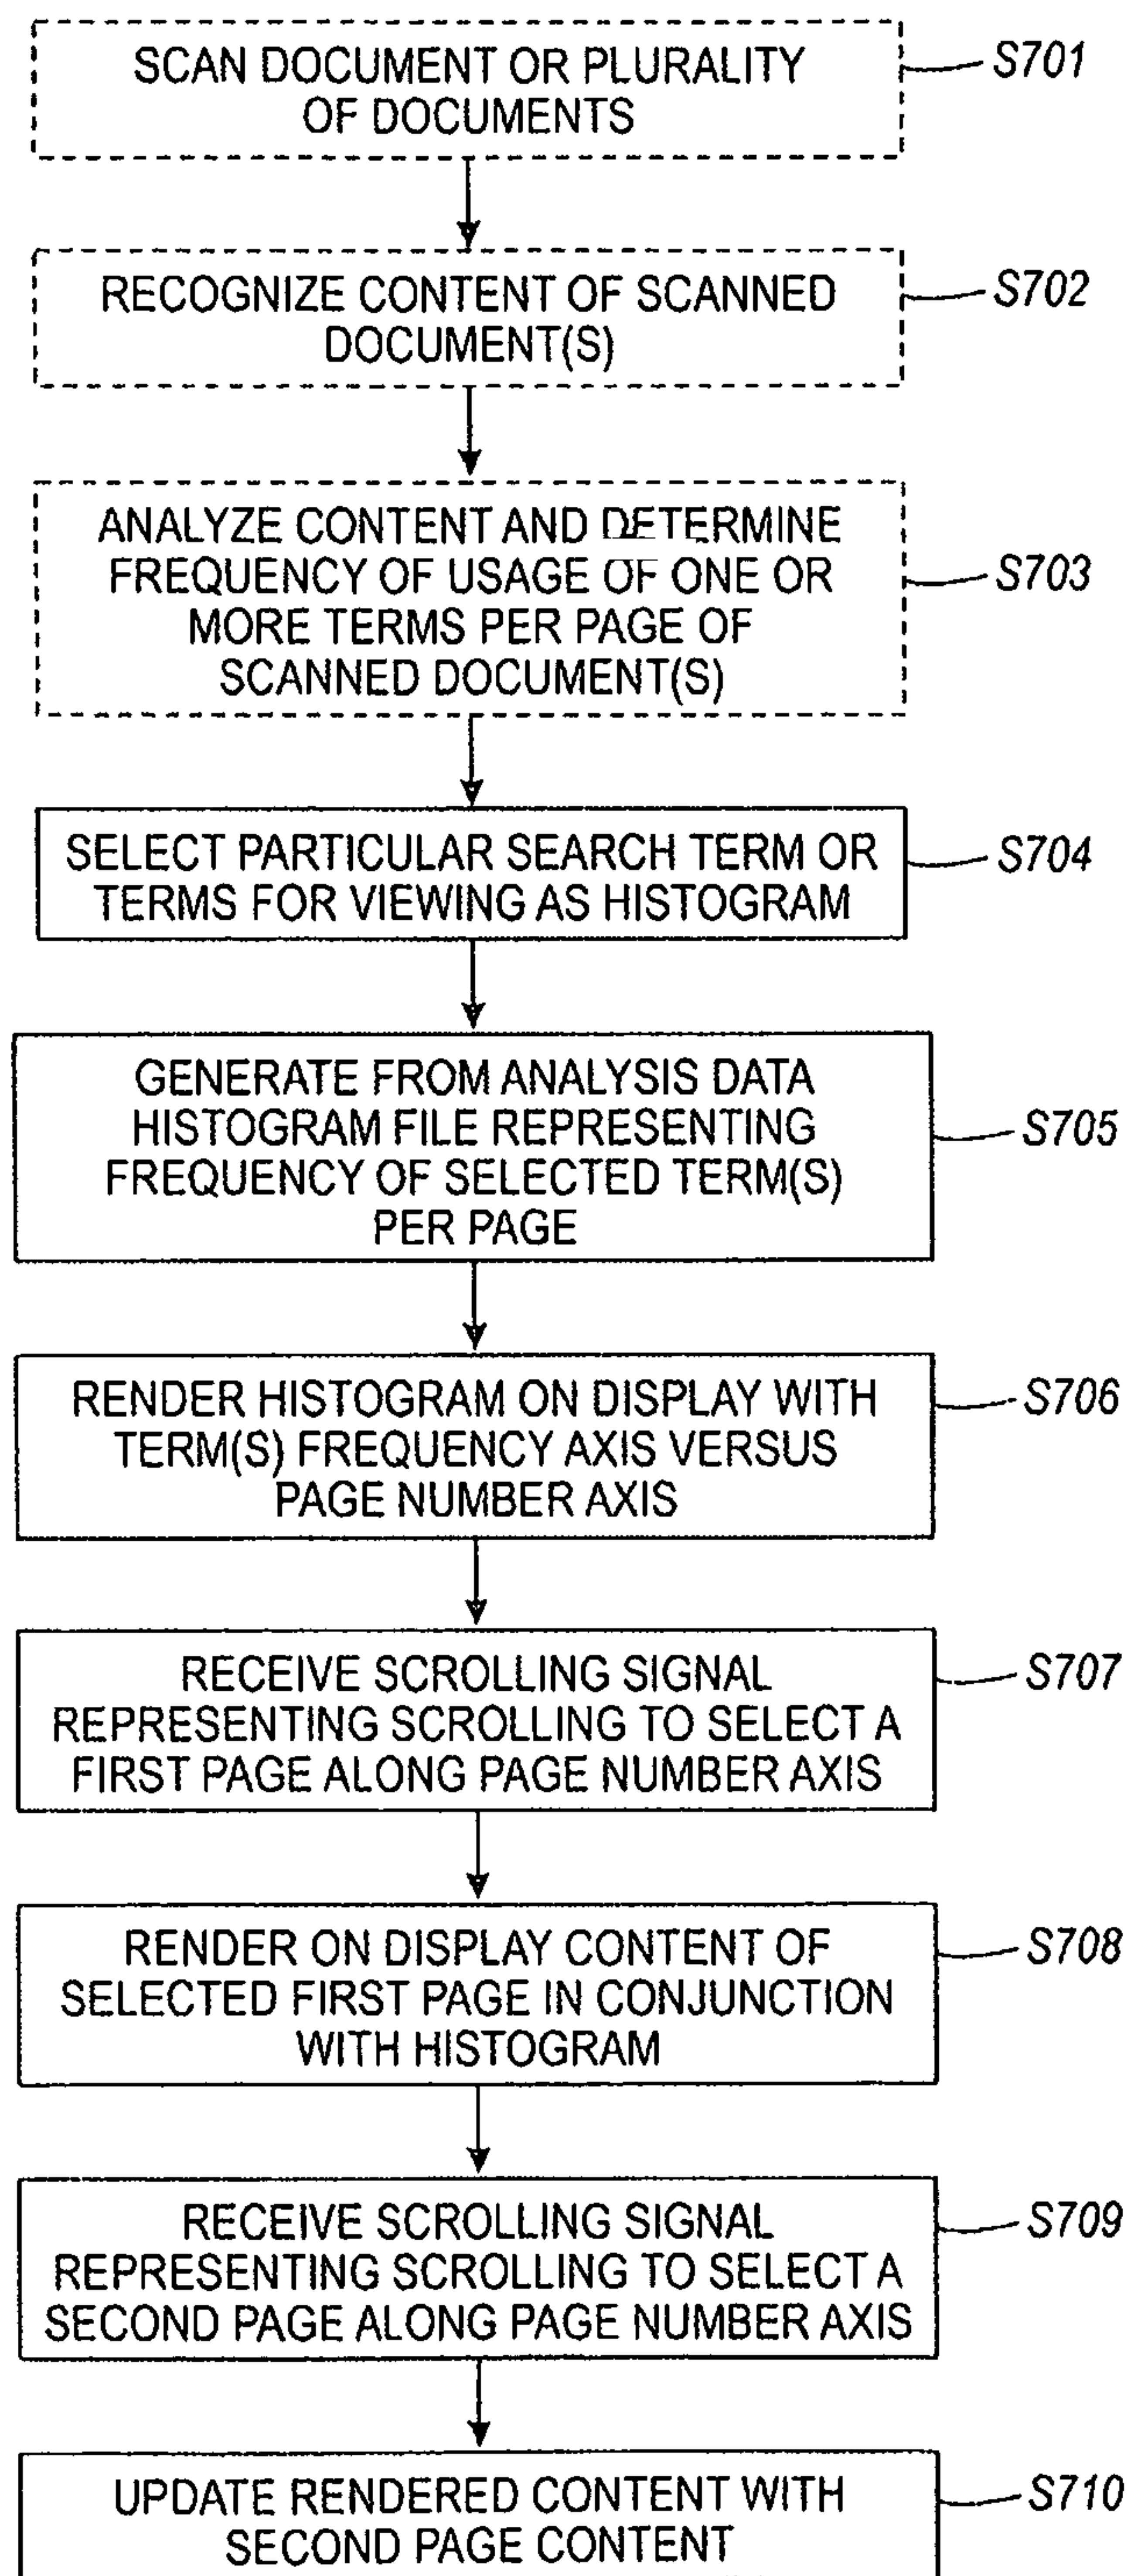 SCAN DOCUMENT OR PLURALITY
OF DOCUMENTS
S701
RECOGNIZE CONTENT OF SCANNED
DOCUMENT(S)
S702
ANALYZE CONTENT AND DETERMINE
FREQUENCY OF USAGE OF ONE OR
MORE TERMS PER PAGE OF
SCANNED DOCUMENT(S)
S703
SELECT PARTICULAR SEARCH TERM OR
TERMS FOR VIEWING AS HISTOGRAM
S704
GENERATE FROM ANALYSIS DATA
HISTOGRAM FILE REPRESENTING
FREQUENCY OF SELECTED TERM(S)
PER PAGE
S705
RENDER HISTOGRAM ON DISPLAY WITH
TERM(S) FREQUENCY AXIS VERSUS
PAGE NUMBER AXIS
S706
RECEIVE SCROLLING SIGNAL
REPRESENTING SCROLLING TO SELECT A
FIRST PAGE ALONG PAGE NUMBER AXIS
S707
RENDER ON DISPLAY CONTENT OF
SELECTED FIRST PAGE IN CONJUNCTION
WITH HISTOGRAM
S708
RECEIVE SCROLLING SIGNAL
REPRESENTING SCROLLING TO SELECT A
SECOND PAGE ALONG PAGE NUMBER AXIS
S709
UPDATE RENDERED CONTENT WITH
SECOND PAGE CONTENT
S710